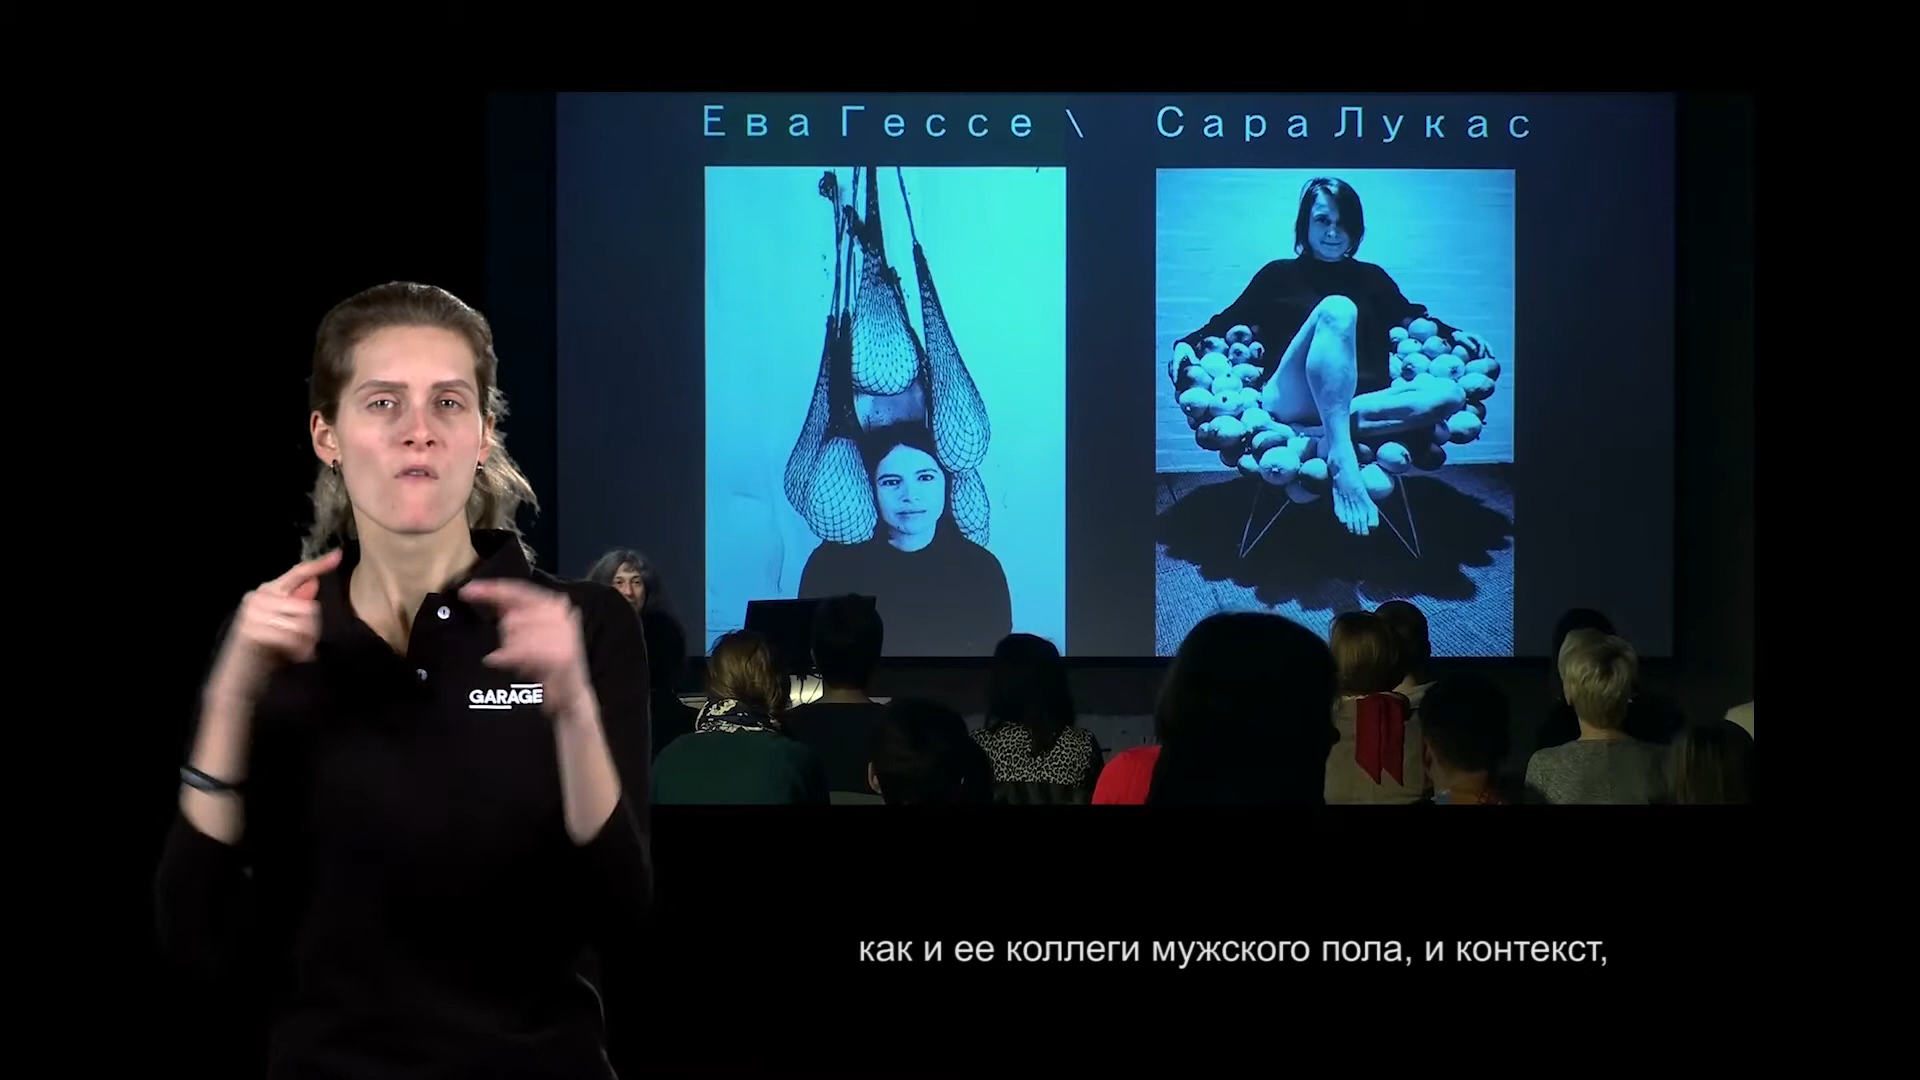 Ева Гессе \ Сара Лукас
GARAGE
как и ее коллеги мужского пола, и контекст,